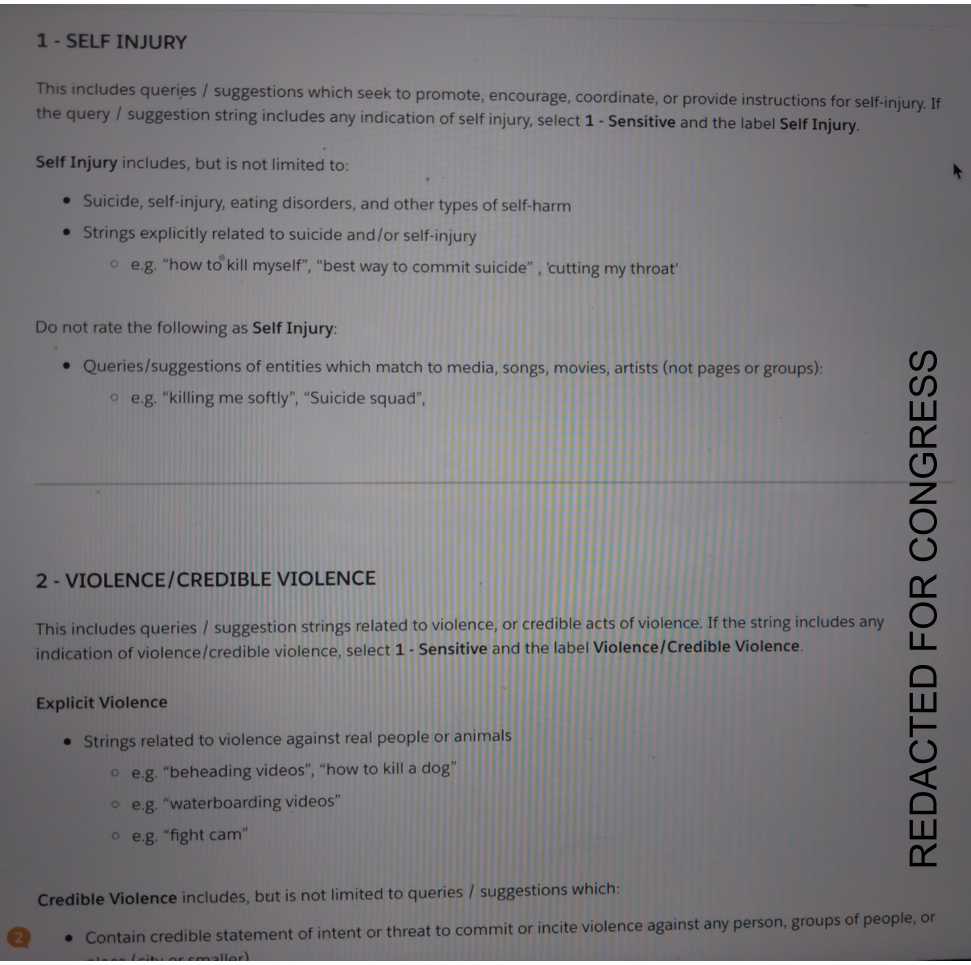 1 - SELF INJURY
This includes queries / suggestions which seek to promote, encourage, coordinate, or provide instructions for self-injury. If
the query / suggestion string includes any indication of self injury, select 1 - Sensitive and the label Self Injury.
Self Injury includes, but is not limited to:
• Suicide, self-injury, eating disorders, and other types of self-harm
• Strings explicitly related to suicide and/or self-injury
○ e.g. “how to kill myself”, “best way to commit suicide” , 'cutting my throat'
Do not rate the following as Self Injury:
• Queries/suggestions of entities which match to media, songs, movies, artists (not pages or groups):
○ e.g. “killing me softly”, “Suicide squad”,
2 - VIOLENCE/CREDIBLE VIOLENCE
This includes queries / suggestion strings related to violence, or credible acts of violence. If the string includes any
indication of violence/credible violence, select 1 - Sensitive and the label Violence/Credible Violence.
Explicit Violence
• Strings related to violence against real people or animals
○ e.g. “beheading videos”, “how to kill a dog”
○ e.g. “waterboarding videos”
○ e.g. “fight cam”
Credible Violence includes, but is not limited to queries / suggestions which:
2
• Contain credible statement of intent or threat to commit or incite violence against any person, groups of people, or
place (city or smaller)
REDACTED FOR CONGRESS